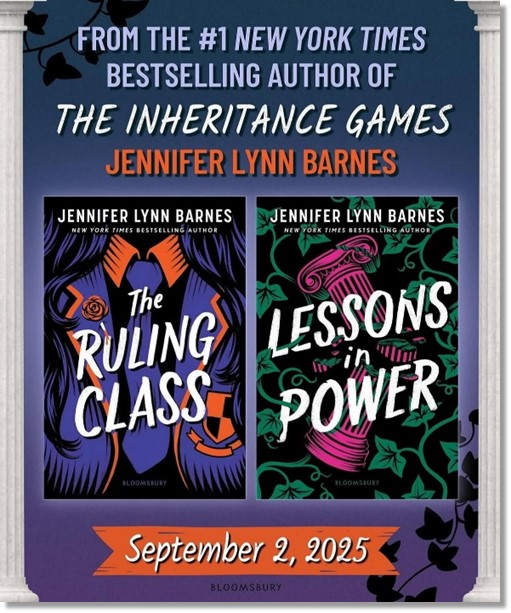 FROM THE #1 NEW YORK TIMES
BESTSELLING AUTHOR OF
THE INHERITANCE GAMES
JENNIFER LYNN BARNES
JENNIFER LYNN BARNES
NEW YORK TIMES BESTSELLING AUTHOR
The
RULING
CLASS
BLOOMSBURY
JENNIFER LYNN BARNES
NEW YORK TIMES BESTSELLING AUTHOR
LESSONS
in
POWER
BLOOMSBURY
September 2, 2025
BLOOMSBURY